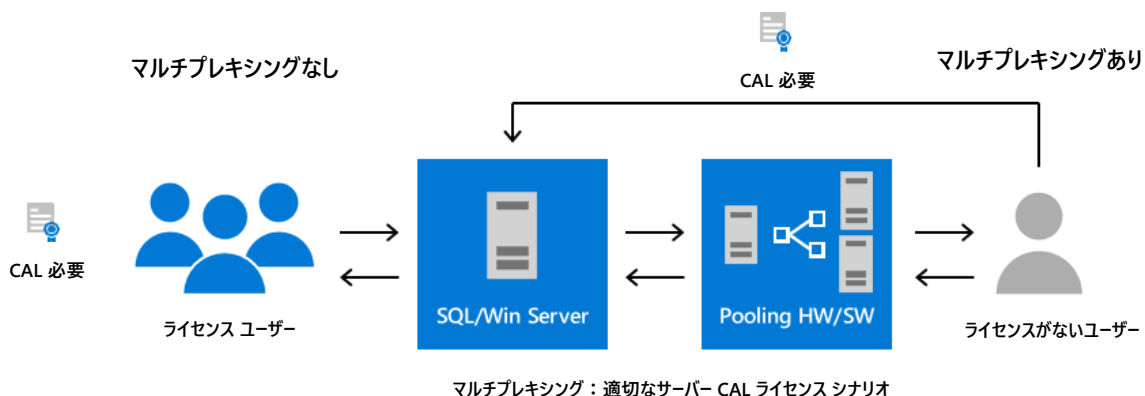 CAL 必要
マルチプレキシングなし
マルチプレキシングあり
CAL 必要
ライセンス ユーザー
SQL/Win Server
Pooling HW/SW
ライセンスがないユーザー
マルチプレキシング：適切なサーバー CAL ライセンス シナリオ